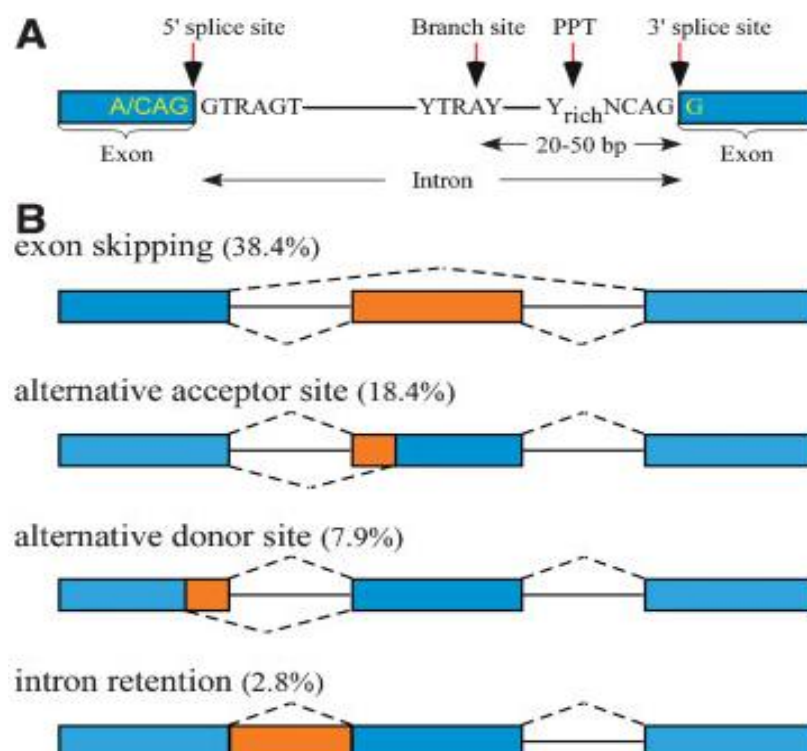 A
5' splice site Branch site PPT 3' splice site
A/CAG GTRAGT YTRAY YrichNCAG G
Exon 20-50 bp Exon
Intron
B
exon skipping (38.4%)
alternative acceptor site (18.4%)
alternative donor site (7.9%)
intron retention (2.8%)